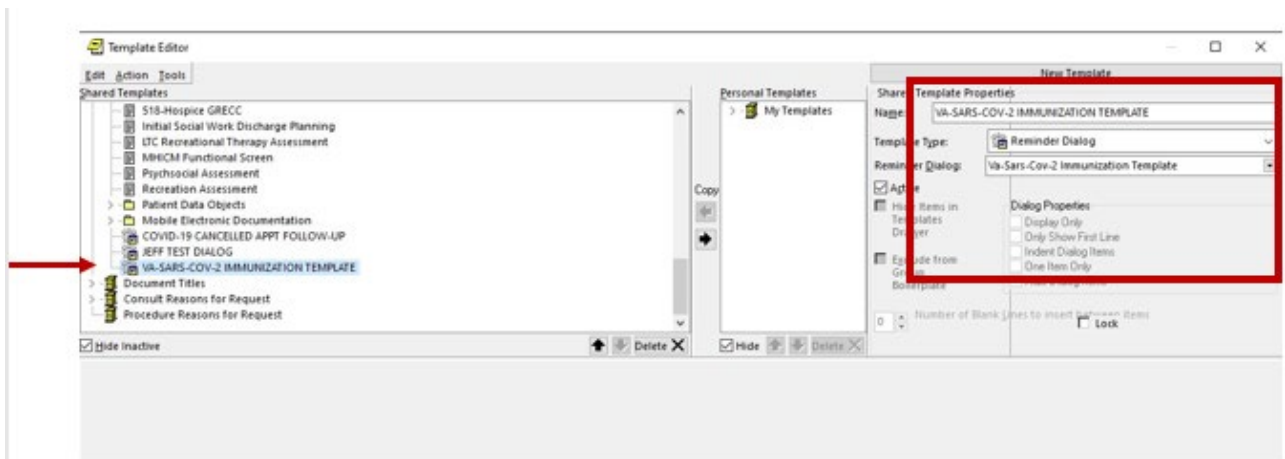 Template Editor
Edit Action Tools
New Template
Shared Templates
518-Hospice GRECC
Initial Social Work Discharge Planning
LTC Recreational Therapy Assessment
MHICM Functional Screen
Psychsocial Assessment
Recreation Assessment
Patient Data Objects
Mobile Electronic Documentation
COVID-19 CANCELLED APPT FOLLOW-UP
JEFF TEST DIALOG
VA-SARS-COV-2 IMMUNIZATION TEMPLATE
Document Titles
Consult Reasons for Request
Procedure Reasons for Request
Hide Inactive
Delete
Copy
Personal Templates
My Templates
Hide
Delete
Shared Template Properties
Name: VA-SARS-COV-2 IMMUNIZATION TEMPLATE
Template Type: Reminder Dialog
Reminder Dialog: Va-Sars-Cov-2 Immunization Template
Active
Hide Items in
Templates
Drawer
Exclude from
Group
Boilerplate
Dialog Properties
Display Only
Only Show First Line
Indent Dialog Items
One Item Only
0 Number of Blank Lines to insert between items
Lock